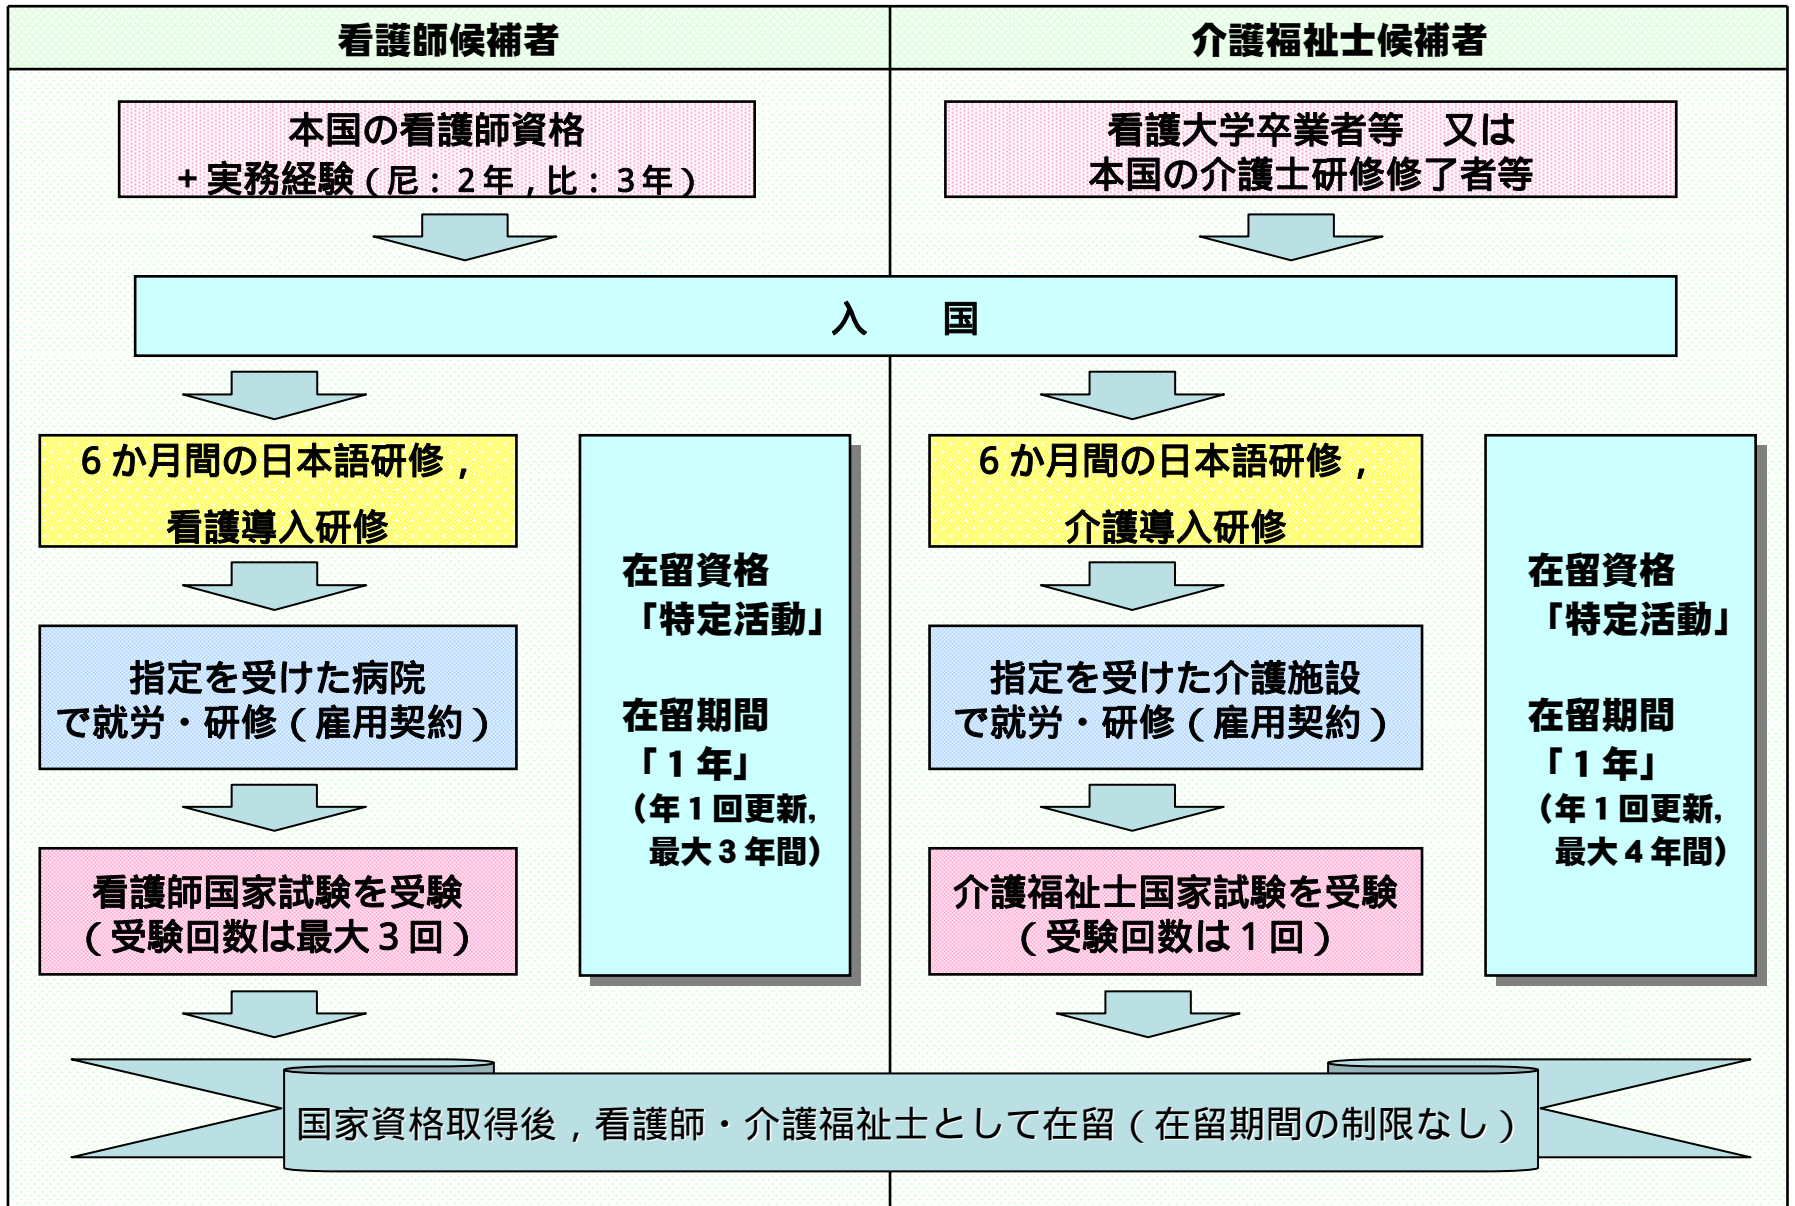 看護師候補者
介護福祉士候補者
本国の看護師資格
+実務経験(尼:2年,比:3年)
看護大学卒業者等　又は
本国の介護士研修修了者等
入　　国
6か月間の日本語研修,
看護導入研修
指定を受けた病院
で就労・研修(雇用契約)
看護師国家試験を受験
(受験回数は最大3回)
在留資格
「特定活動」
在留期間
「1年」
(年1回更新,
最大3年間)
6か月間の日本語研修,
介護導入研修
指定を受けた介護施設
で就労・研修(雇用契約)
介護福祉士国家試験を受験
(受験回数は1回)
在留資格
「特定活動」
在留期間
「1年」
(年1回更新,
最大4年間)
国家資格取得後,看護師・介護福祉士として在留(在留期間の制限なし)